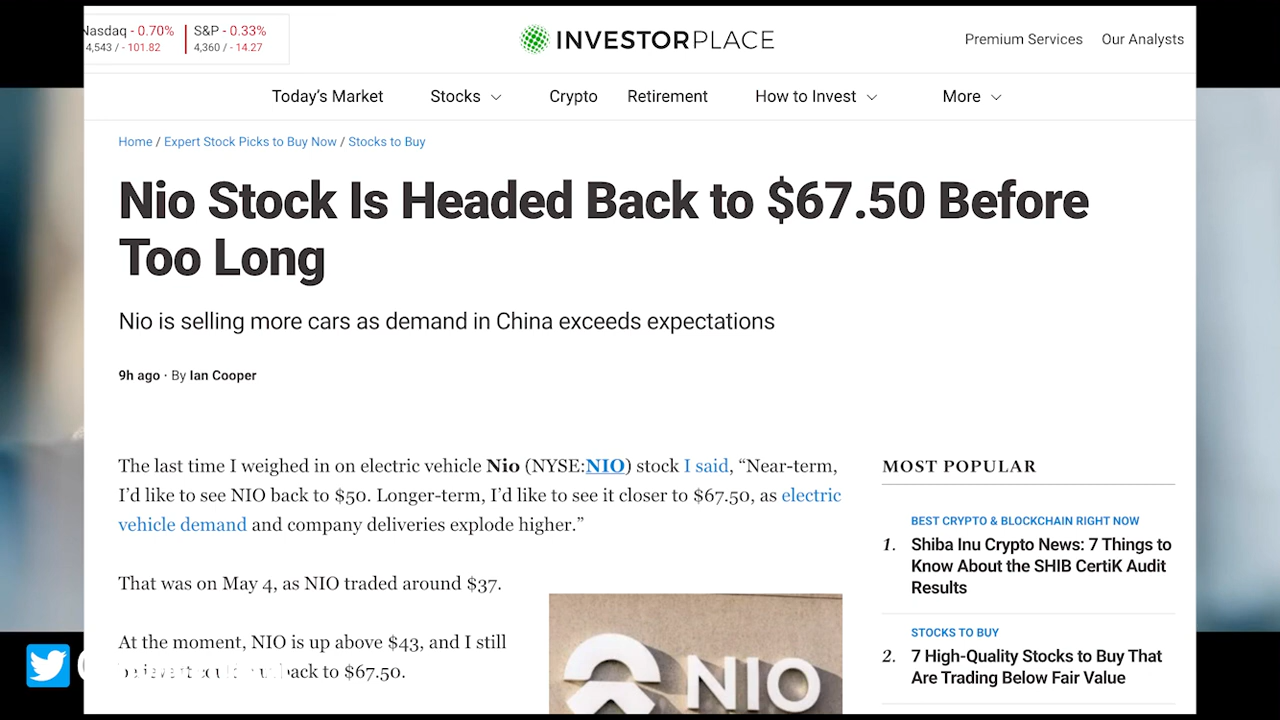 Nasdaq - 0.70%
S&P - 0.33%
4,543 / - 101.82
4,360 / - 14.27
INVESTORPLACE
Premium Services
Our Analysts
Today's Market
Stocks
Crypto
Retirement
How to Invest
More
Home / Expert Stock Picks to Buy Now / Stocks to Buy
Nio Stock Is Headed Back to $67.50 Before
Too Long
Nio is selling more cars as demand in China exceeds expectations
9h ago · By Ian Cooper
The last time I weighed in on electric vehicle Nio (NYSE:NIO) stock I said, “Near-term,
I’d like to see NIO back to $50. Longer-term, I’d like to see it closer to $67.50, as electric
vehicle demand and company deliveries explode higher.”
That was on May 4, as NIO traded around $37.
At the moment, NIO is up above $43, and I still
back to $67.50.
NIO
MOST POPULAR
BEST CRYPTO & BLOCKCHAIN RIGHT NOW
1. Shiba Inu Crypto News: 7 Things to
Know About the SHIB CertiK Audit
Results
STOCKS TO BUY
2. 7 High-Quality Stocks to Buy That
Are Trading Below Fair Value